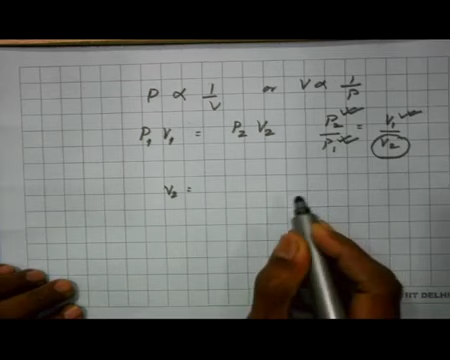 P ∝ 1/V or V ∝ 1/P
P₁ V₁ = P₂ V₂ P₂/P₁ = V₁/V₂
V₂ =
IIT DELHI